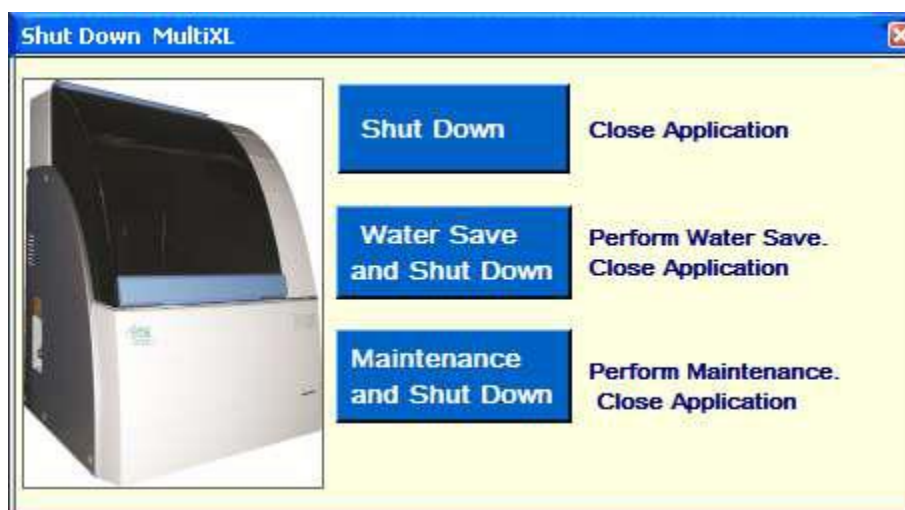 Shut Down MultiXL
Shut Down
Close Application
Water Save
and Shut Down
Perform Water Save.
Close Application
Maintenance
and Shut Down
Perform Maintenance.
Close Application